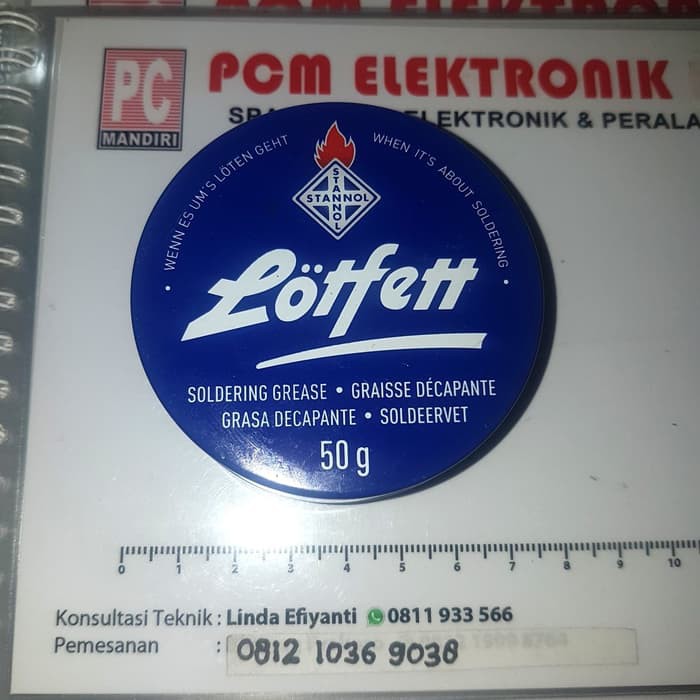 PCM ELEKTRONIK
PC
MANDIRI
ELEKTRONIK & PERALA
WENN ES UM'S LÖTEN GEHT
WHEN IT'S ABOUT SOLDERING
STANNOL
STANNOL
Lötfett
SOLDERING GREASE • GRAISSE DÉCAPANTE
GRASA DECAPANTE • SOLDEERVET
50 g
0 1 2 3 4 5 6 7 8 9 10
Konsultasi Teknik : Linda Efiyanti 0811 933 566
Pemesanan : 0812 1036 9038